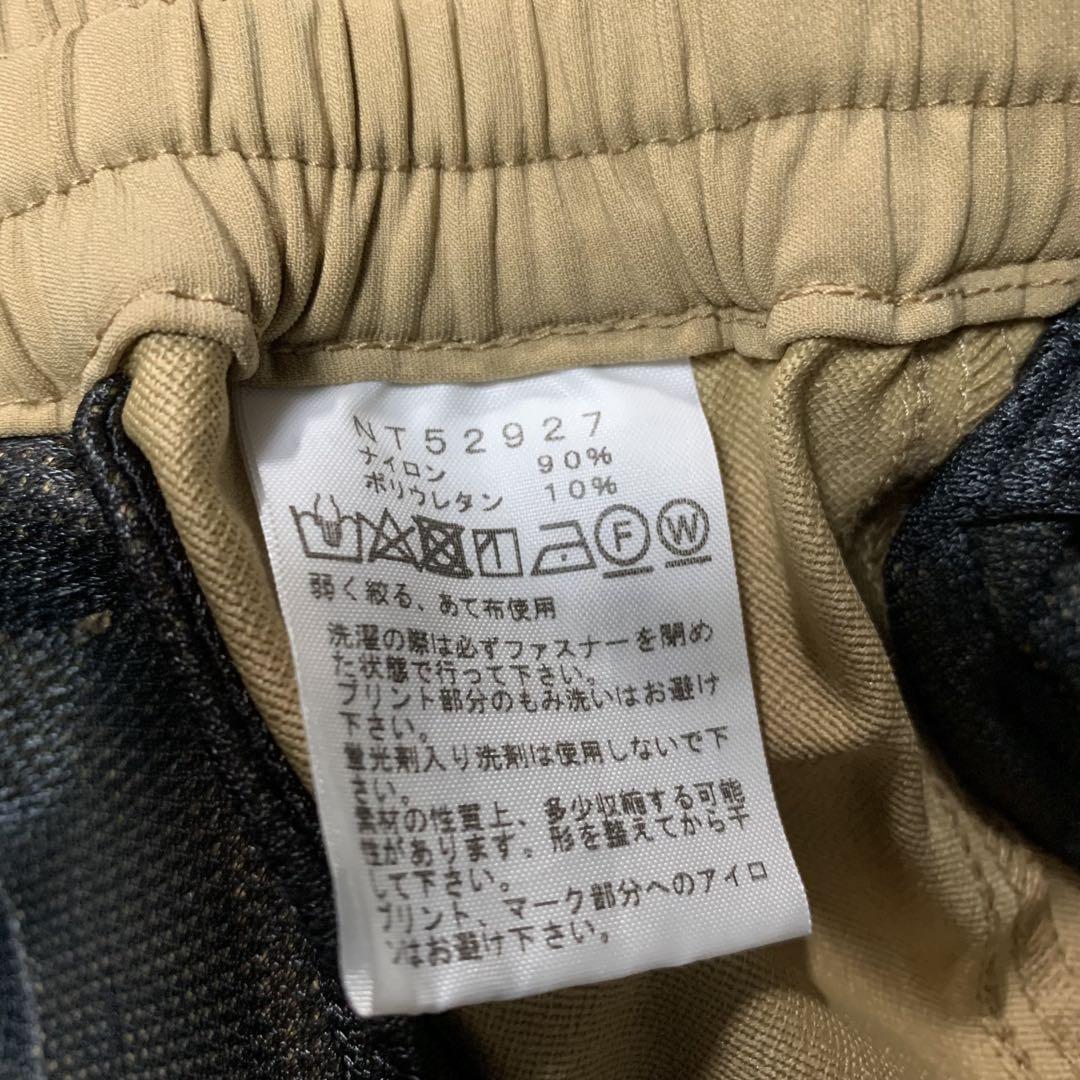 NT52927
ナイロン 90%
ポリウレタン 10%
F W
弱く絞る、あて布使用
洗濯の際は必ずファスナーを閉め
た状態で行って下さい。
プリント部分のもみ洗いはお避け
下さい。
蛍光剤入り洗剤は使用しないで下
さい。
素材の性質上、多少収縮する可能
性があります。形を整えてから干
して下さい。
プリント、マーク部分へのアイロ
ンはお避け下さい。